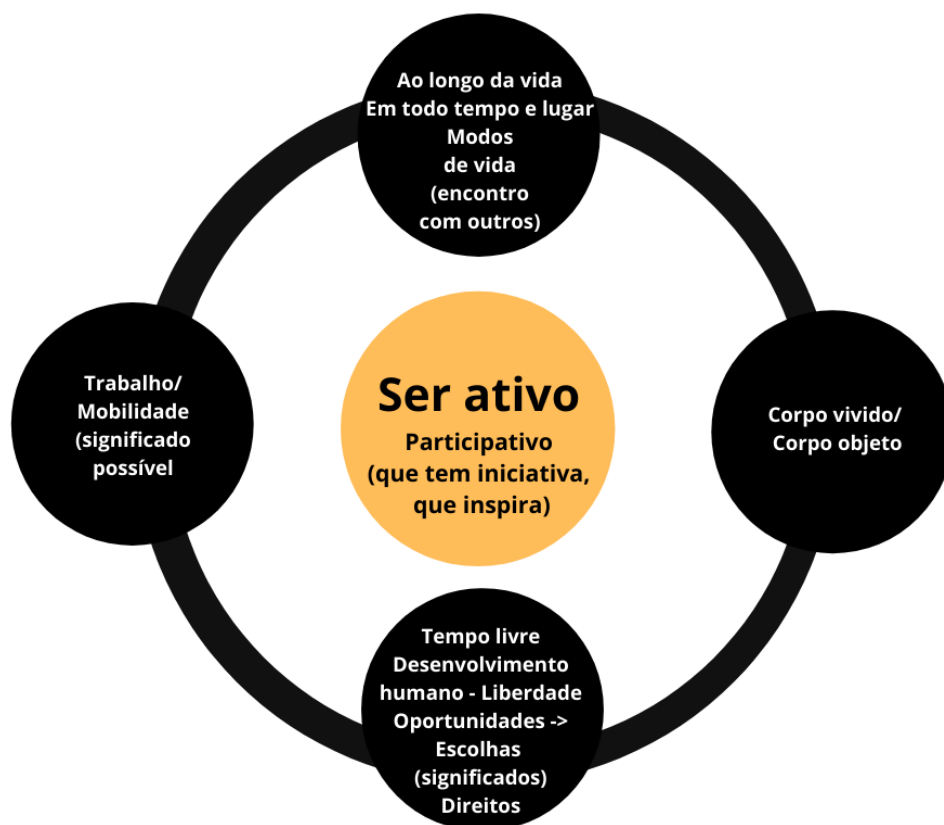 Ao longo da vida
Em todo tempo e lugar
Modos
de vida
(encontro
com outros)
Trabalho/
Mobilidade
(significado
possível
Ser ativo
Participativo
(que tem iniciativa,
que inspira)
Corpo vivido/
Corpo objeto
Tempo livre
Desenvolvimento
humano - Liberdade
Oportunidades ->
Escolhas
(significados)
Direitos